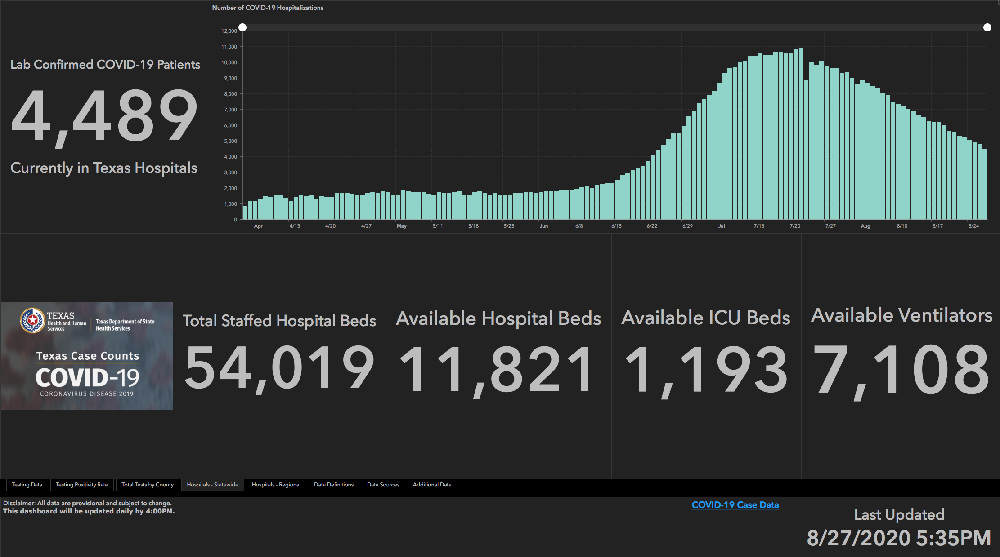 Number of COVID-19 Hospitalizations
Lab Confirmed COVID-19 Patients
4,489
Currently in Texas Hospitals
12,000
11,000
10,000
9,000
8,000
7,000
6,000
5,000
4,000
3,000
2,000
1,000
0
Apr 4/13 4/20 4/27 May 5/11 5/18 5/25 Jun 6/8 6/15 6/22 6/29 Jul 7/13 7/20 7/27 Aug 8/10 8/17 8/24
TEXAS
Health and Human
Services
Texas Department of State
Health Services
Texas Case Counts
COVID-19
CORONAVIRUS DISEASE 2019
Total Staffed Hospital Beds
54,019
Available Hospital Beds
11,821
Available ICU Beds
1,193
Available Ventilators
7,108
Testing Data Testing Positivity Rate Total Tests by County Hospitals - Statewide Hospitals - Regional Data Definitions Data Sources Additional Data
Disclaimer: All data are provisional and subject to change.
This dashboard will be updated daily by 4:00PM.
COVID-19 Case Data
Last Updated
8/27/2020 5:35PM